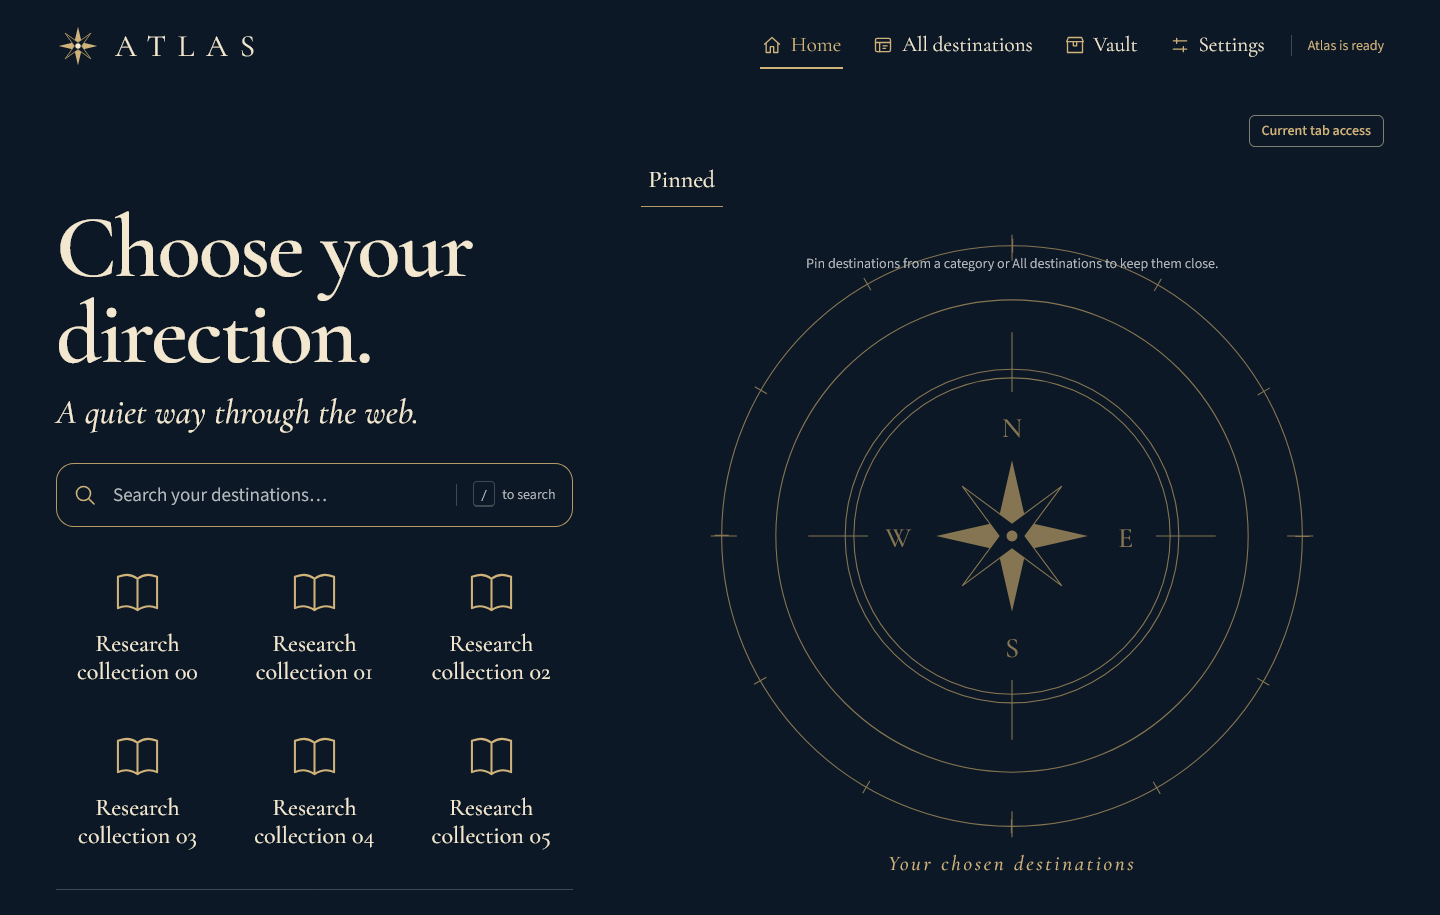 ATLAS
Home
All destinations
Vault
Settings
Atlas is ready
Current tab access
Pinned
Choose your
direction.
A quiet way through the web.
Search your destinations…
/ to search
Research
collection 00
Research
collection 01
Research
collection 02
Research
collection 03
Research
collection 04
Research
collection 05
Pin destinations from a category or All destinations to keep them close.
N
W
E
S
Your chosen destinations